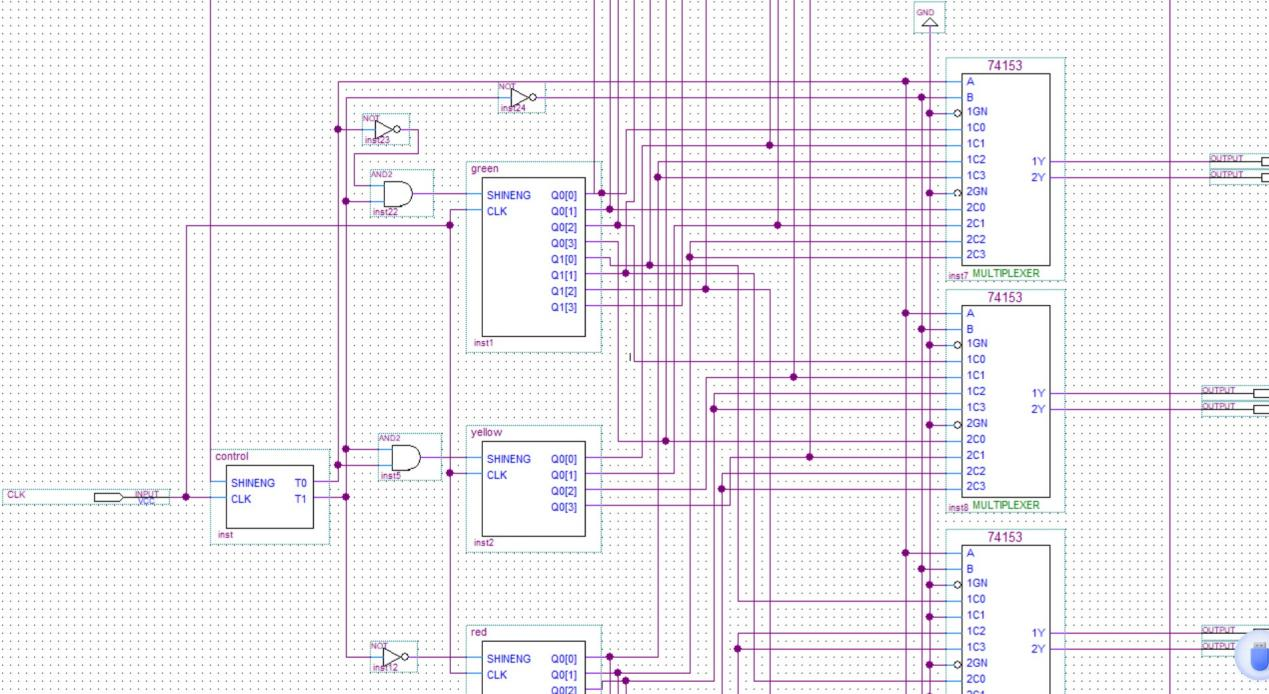 GND
74153
NOT
inst24
A
B
1GN
1C0
1C1
1C2
1C3
2GN
2C0
2C1
2C2
2C3
1Y
2Y
inst7 MULTIPLEXER
OUTPUT
OUTPUT
NOT
inst23
AND2
inst22
green
SHINENG
CLK
Q0[0]
Q0[1]
Q0[2]
Q0[3]
Q1[0]
Q1[1]
Q1[2]
Q1[3]
inst1
74153
A
B
1GN
1C0
1C1
1C2
1C3
2GN
2C0
2C1
2C2
2C3
1Y
2Y
inst8 MULTIPLEXER
OUTPUT
OUTPUT
AND2
inst5
yellow
SHINENG
CLK
Q0[0]
Q0[1]
Q0[2]
Q0[3]
inst2
control
SHINENG
CLK
T0
T1
inst
CLK
INPUT
VCC
74153
A
B
1GN
1C0
1C1
1C2
1C3
2GN
2C0
1Y
2Y
OUTPUT
OUTPUT
NOT
inst12
red
SHINENG
CLK
Q0[0]
Q0[1]
Q0[2]